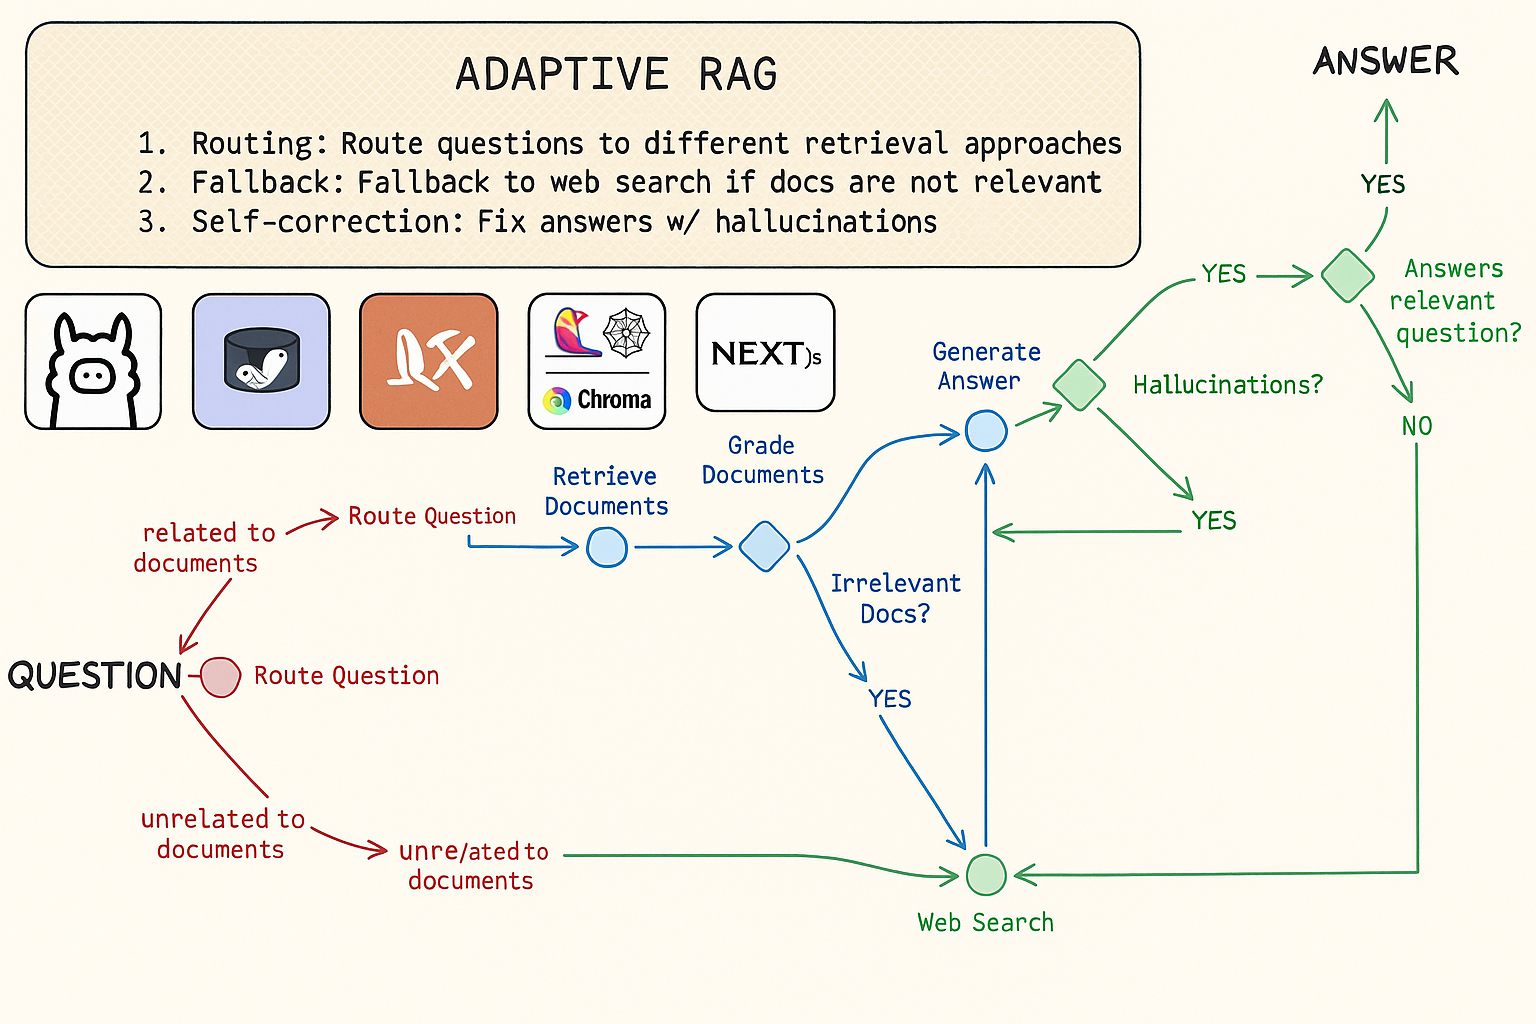 ADAPTIVE RAG
1. Routing: Route questions to different retrieval approaches
2. Fallback: Fallback to web search if docs are not relevant
3. Self-correction: Fix answers w/ hallucinations
ANSWER
YES
Answers
relevant
question?
YES
Hallucinations?
NO
YES
Chroma
NEXT)s
Generate
Answer
Grade
Documents
Retrieve
Documents
related to
documents
Route Question
Irrelevant
Docs?
YES
QUESTION
Route Question
unrelated to
documents
unre/ated to
documents
Web Search